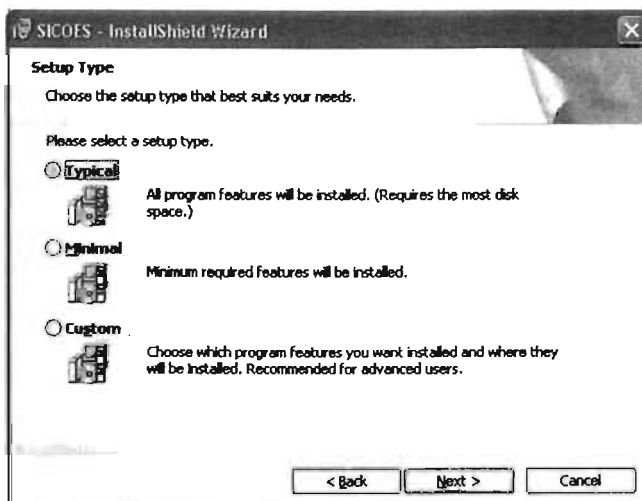 SICOES - InstallShield Wizard
Setup Type
Choose the setup type that best suits your needs.
Please select a setup type.
Typical
All program features will be installed. (Requires the most disk
space.)
Minimal
Minimum required features will be installed.
Custom
Choose which program features you want installed and where they
will be installed. Recommended for advanced users.
< Back
Next >
Cancel